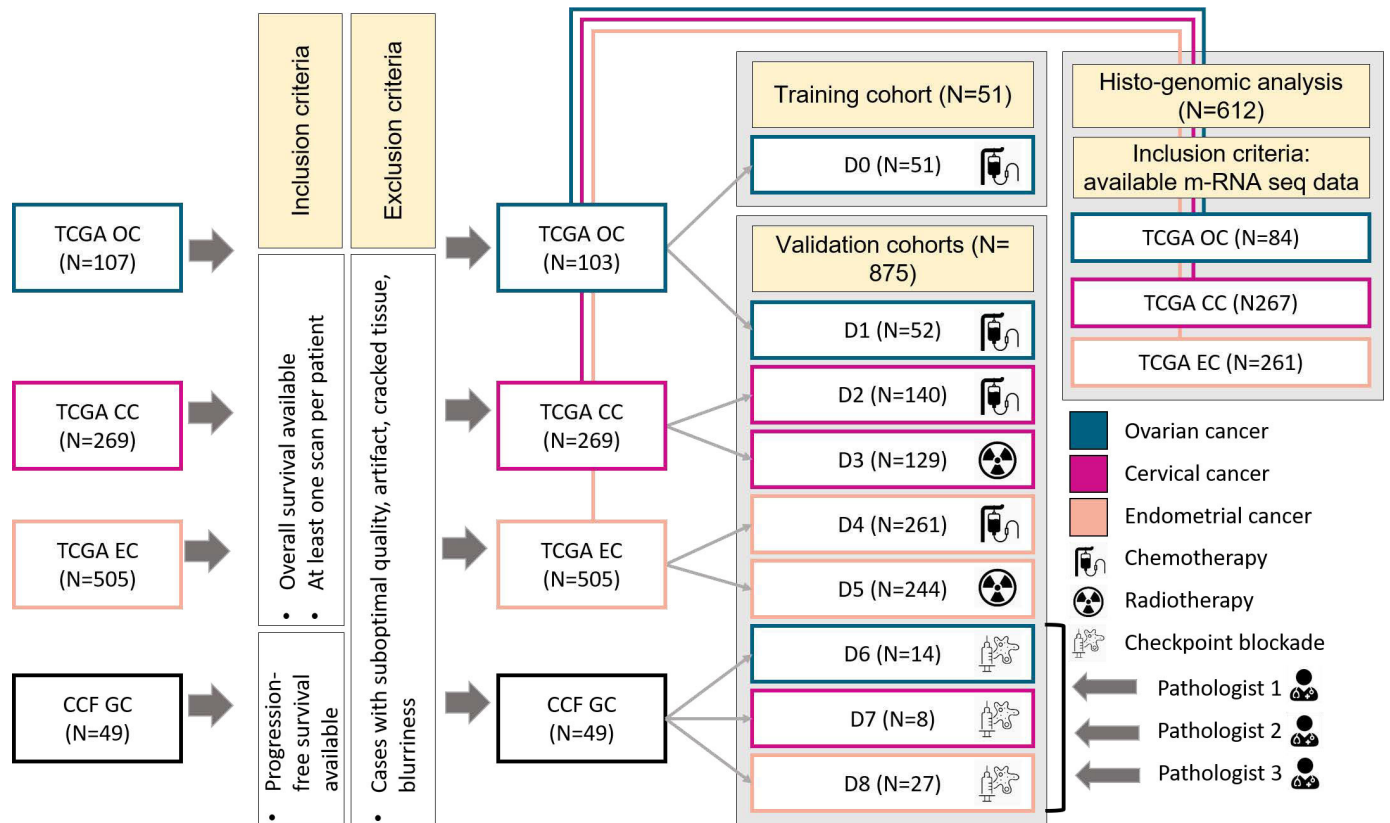 TCGA OC
(N=107)
TCGA CC
(N=269)
TCGA EC
(N=505)
CCF GC
(N=49)
Inclusion criteria
• Overall survival available
• At least one scan per patient
• Progression-
free survival
available
Exclusion criteria
• Cases with suboptimal quality, artifact, cracked tissue,
blurriness
TCGA OC
(N=103)
TCGA CC
(N=269)
TCGA EC
(N=505)
CCF GC
(N=49)
Training cohort (N=51)
D0 (N=51)
Validation cohorts (N=
875)
D1 (N=52)
D2 (N=140)
D3 (N=129)
D4 (N=261)
D5 (N=244)
D6 (N=14)
D7 (N=8)
D8 (N=27)
Histo-genomic analysis
(N=612)
Inclusion criteria:
available m-RNA seq data
TCGA OC (N=84)
TCGA CC (N267)
TCGA EC (N=261)
Ovarian cancer
Cervical cancer
Endometrial cancer
Chemotherapy
Radiotherapy
Checkpoint blockade
Pathologist 1
Pathologist 2
Pathologist 3